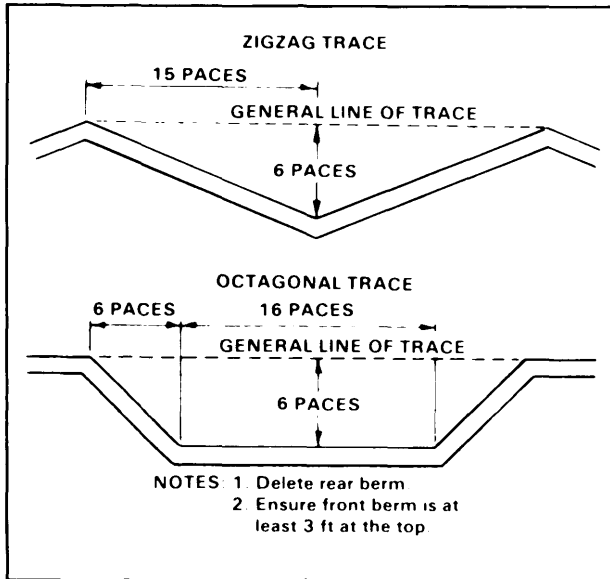 ZIGZAG TRACE
15 PACES
GENERAL LINE OF TRACE
6 PACES
OCTAGONAL TRACE
6 PACES
16 PACES
GENERAL LINE OF TRACE
6 PACES
NOTES: 1. Delete rear berm.
2. Ensure front berm is at
least 3 ft at the top.